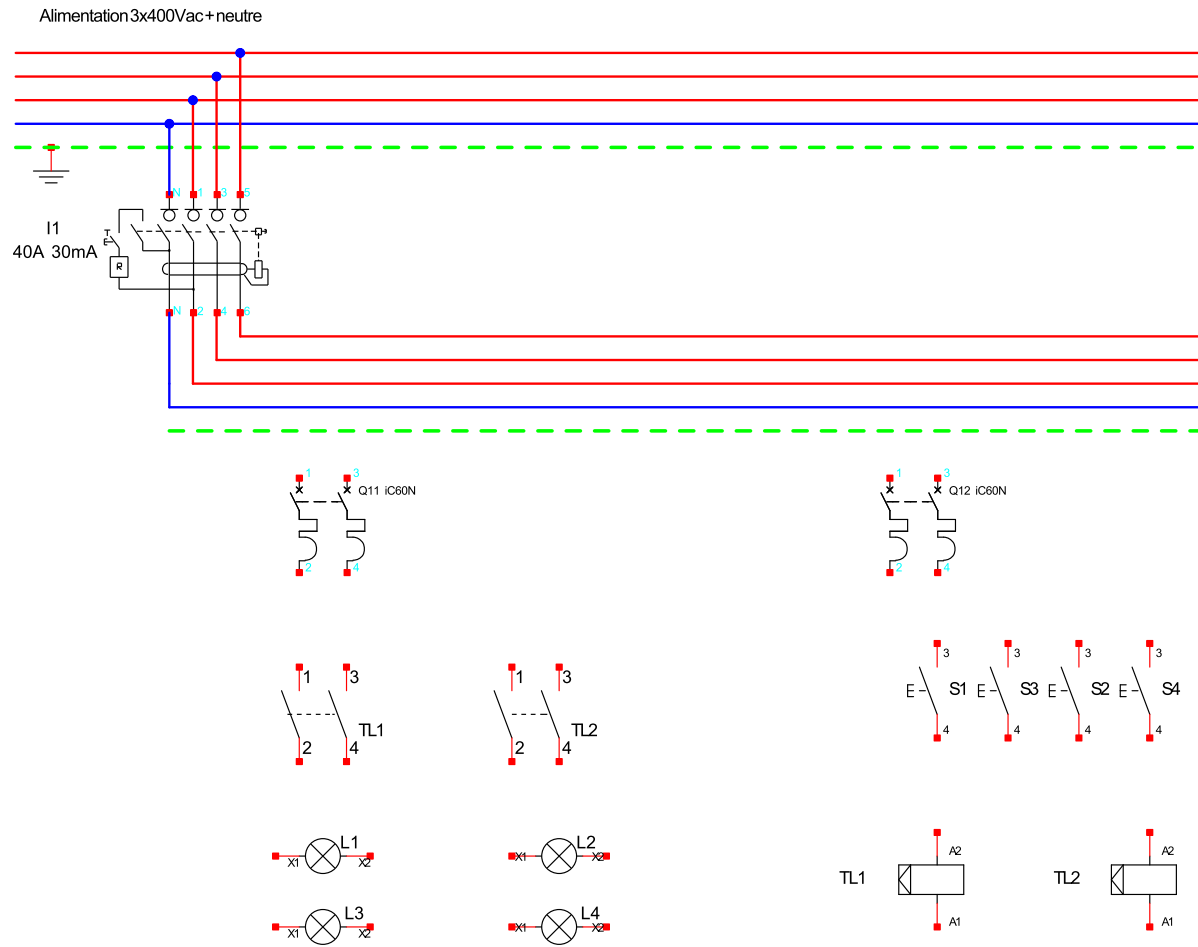 Alimentation 3x400Vac + neutre
N 1 3 5
I1
40A 30mA
R
N 2 4 6
1 3 1 3
Q11 iC60N Q12 iC60N
2 4 2 4
3 3 3 3
E S1 E S3 E S2 E S4
4 4 4 4
1 3 1 3
TL1 TL2
2 4 2 4
L1 L2
X1 X2 X1 X2
A2 A2
TL1 TL2
A1 A1
L3 L4
X1 X2 X1 X2